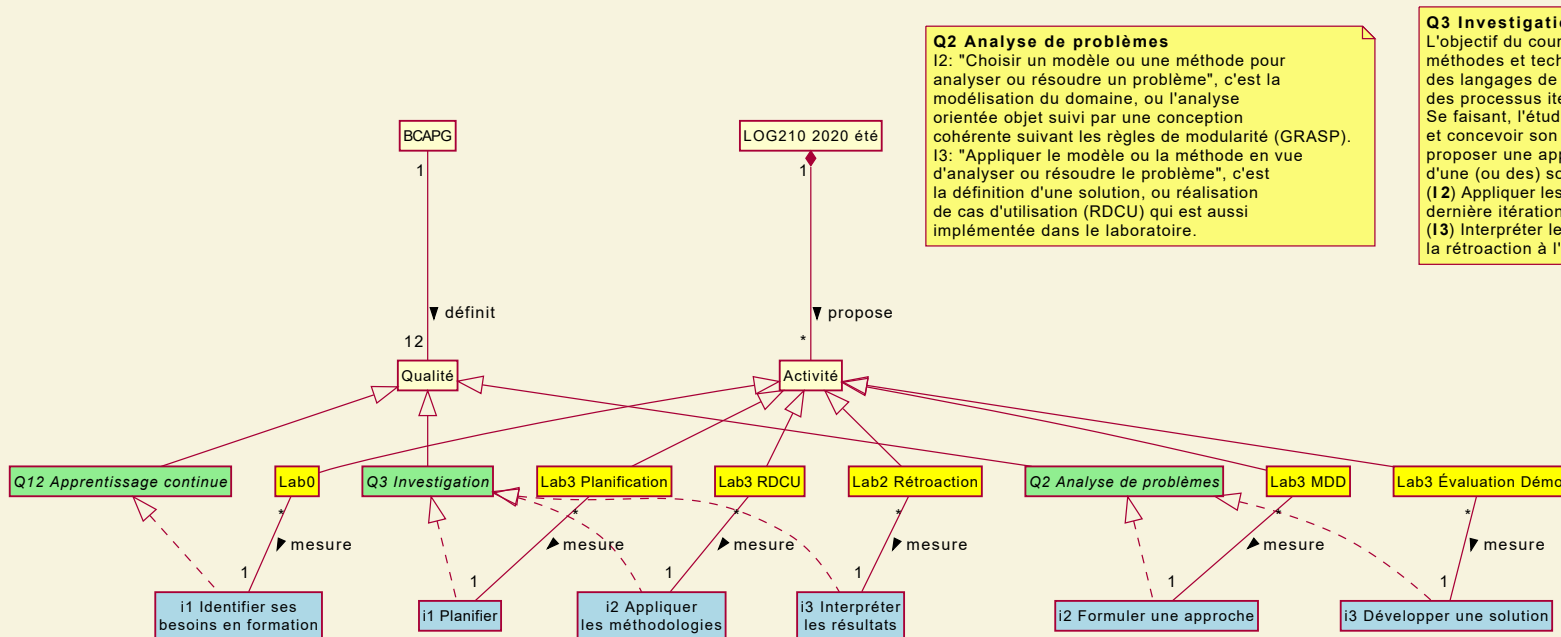 Q2 Analyse de problèmes
I2: "Choisir un modèle ou une méthode pour
analyser ou résoudre un problème", c'est la
modélisation du domaine, ou l'analyse
orientée objet suivi par une conception
cohérente suivant les règles de modularité (GRASP).
I3: "Appliquer le modèle ou la méthode en vue
d'analyser ou résoudre le problème", c'est
la définition d'une solution, ou réalisation
de cas d'utilisation (RDCU) qui est aussi
implémentée dans le laboratoire.
Q3
L'objectif du
méthodes et
des langages de
des processus
Se faisant,
et concevoir son
proposer une
d'une (ou des)
(I2) Appliquer les
dernière itération
(I3) Interpréter
la rétroaction à
BCAPG
LOG210 2020 été
1
1
définit
propose
12
*
Qualité
Activité
Q12 Apprentissage continue
Lab0
Q3 Investigation
Lab3 Planification
Lab3 RDCU
Lab2 Rétroaction
Q2 Analyse de problèmes
Lab3 MDD
Lab3 Évaluation
*
*
*
*
*
*
mesure
mesure
mesure
mesure
mesure
mesure
1
1
1
1
1
1
i1 Identifier ses
besoins en formation
i1 Planifier
i2 Appliquer
les méthodologies
i3 Interpréter
les résultats
i2 Formuler une approche
i3 Développer une solution